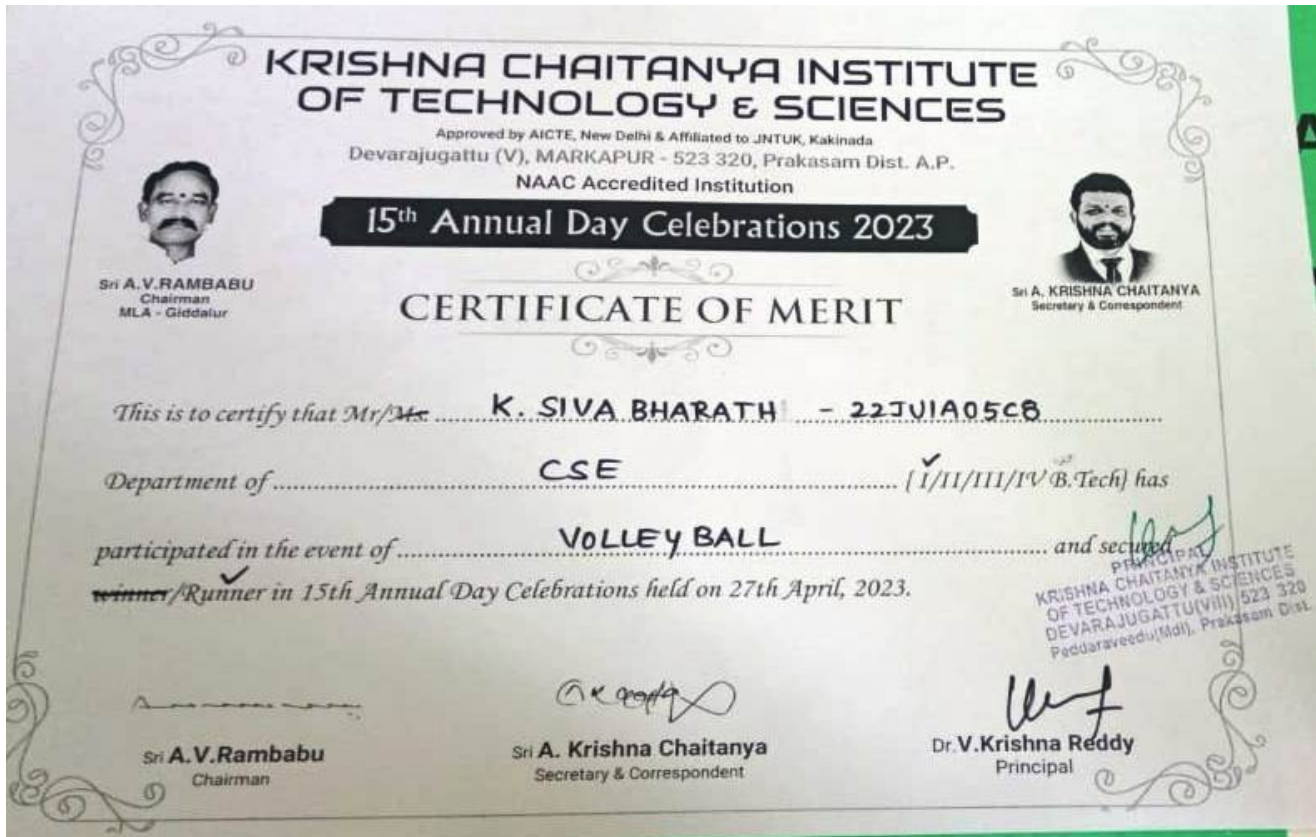 KRISHNA CHAITANYA INSTITUTE
OF TECHNOLOGY & SCIENCES
Approved by AICTE, New Delhi & Affiliated to JNTUK, Kakinada
Devarajugattu (V), MARKAPUR - 523 320, Prakasam Dist. A.P.
NAAC Accredited Institution
15th Annual Day Celebrations 2023
Sri A.V.RAMBABU
Chairman
MLA - Giddalur
Sri A. KRISHNA CHAITANYA
Secretary & Correspondent
CERTIFICATE OF MERIT
This is to certify that Mr/Ms. K. SIVA BHARATH - 22JU1A05C8
Department of CSE [I/II/III/IV B.Tech] has
participated in the event of VOLLEY BALL and secured
winner/Runner in 15th Annual Day Celebrations held on 27th April, 2023.
PRINCIPAL
KRISHNA CHAITANYA INSTITUTE
OF TECHNOLOGY & SCIENCES
DEVARAJUGATTU(Vill) 523 320
Peddaraveedu(Mdl), Prakasam Dist.
Sri A.V.Rambabu
Chairman
Sri A. Krishna Chaitanya
Secretary & Correspondent
Dr.V.Krishna Reddy
Principal